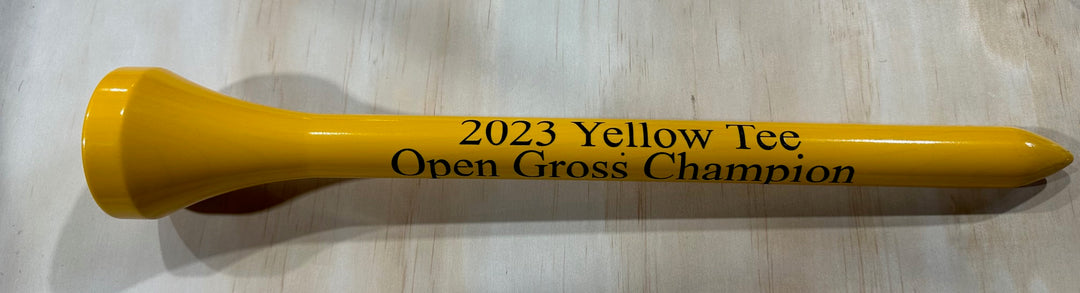 2023 Yellow Tee
Open Gross Champion